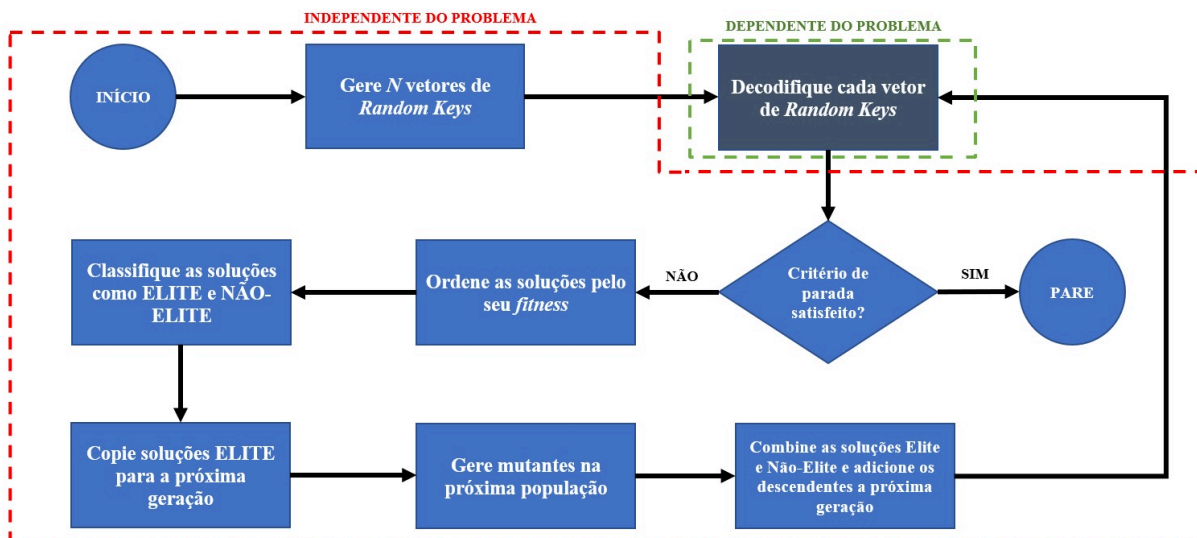 INDEPENDENTE DO PROBLEMA
DEPENDENTE DO PROBLEMA
INÍCIO
Gere N vetores de
Random Keys
Decodifique cada vetor
de Random Keys
Classifique as soluções
como ELITE e NÃO-
ELITE
Ordene as soluções pelo
seu fitness
NÃO
Critério de
parada
satisfeito?
SIM
PARE
Copie soluções ELITE
para a próxima
geração
Gere mutantes na
próxima população
Combine as soluções Elite
e Não-Elite e adicione os
descendentes a próxima
geração